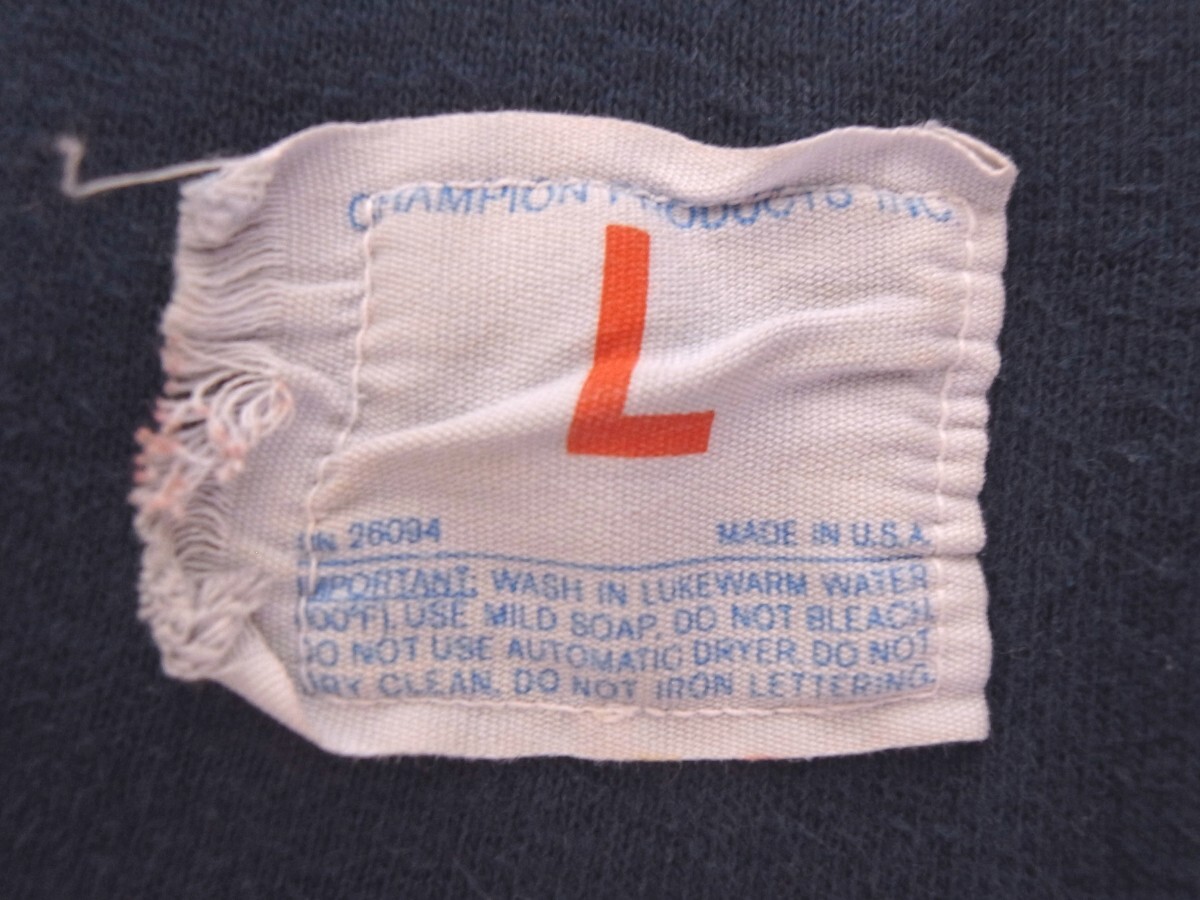 CHAMPION PRODUCTS INC.
L
RN 26094 MADE IN U.S.A.
IMPORTANT: WASH IN LUKEWARM WATER
(100°F), USE MILD SOAP, DO NOT BLEACH,
DO NOT USE AUTOMATIC DRYER, DO NOT
DRY CLEAN. DO NOT IRON LETTERING.